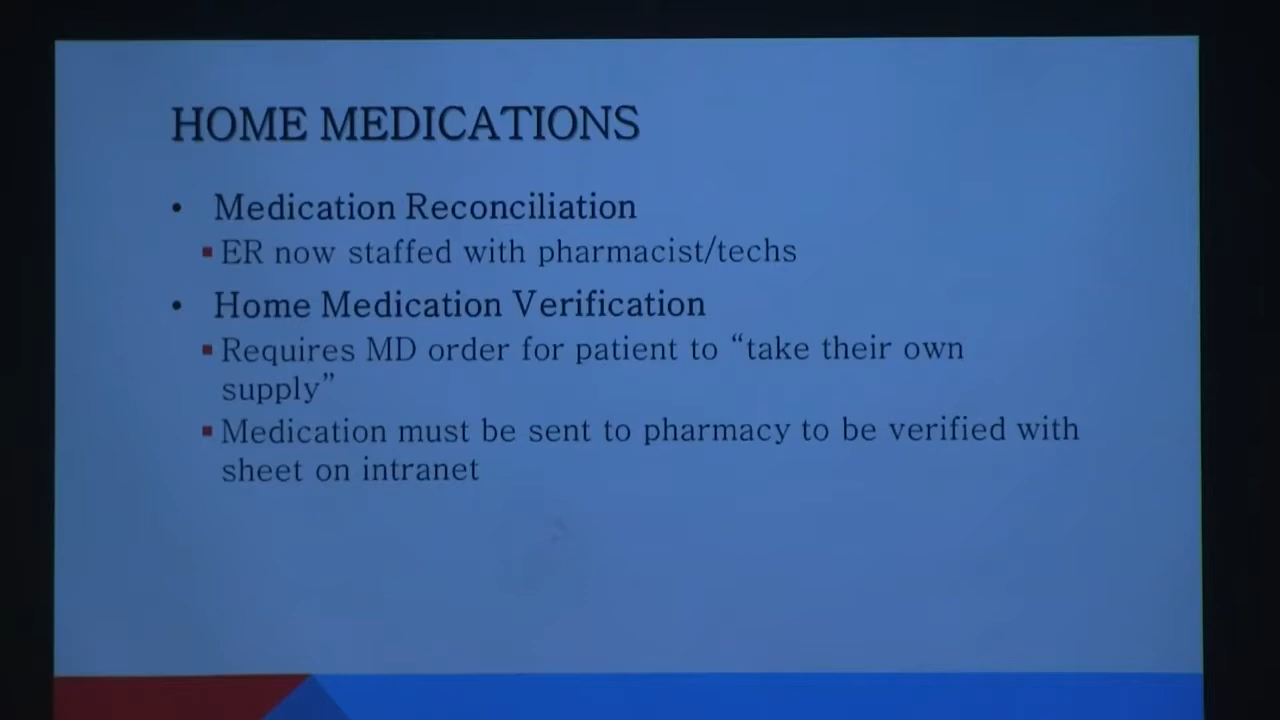 HOME MEDICATIONS
• Medication Reconciliation
▪ ER now staffed with pharmacist/techs
• Home Medication Verification
▪ Requires MD order for patient to “take their own
supply”
▪ Medication must be sent to pharmacy to be verified with
sheet on intranet